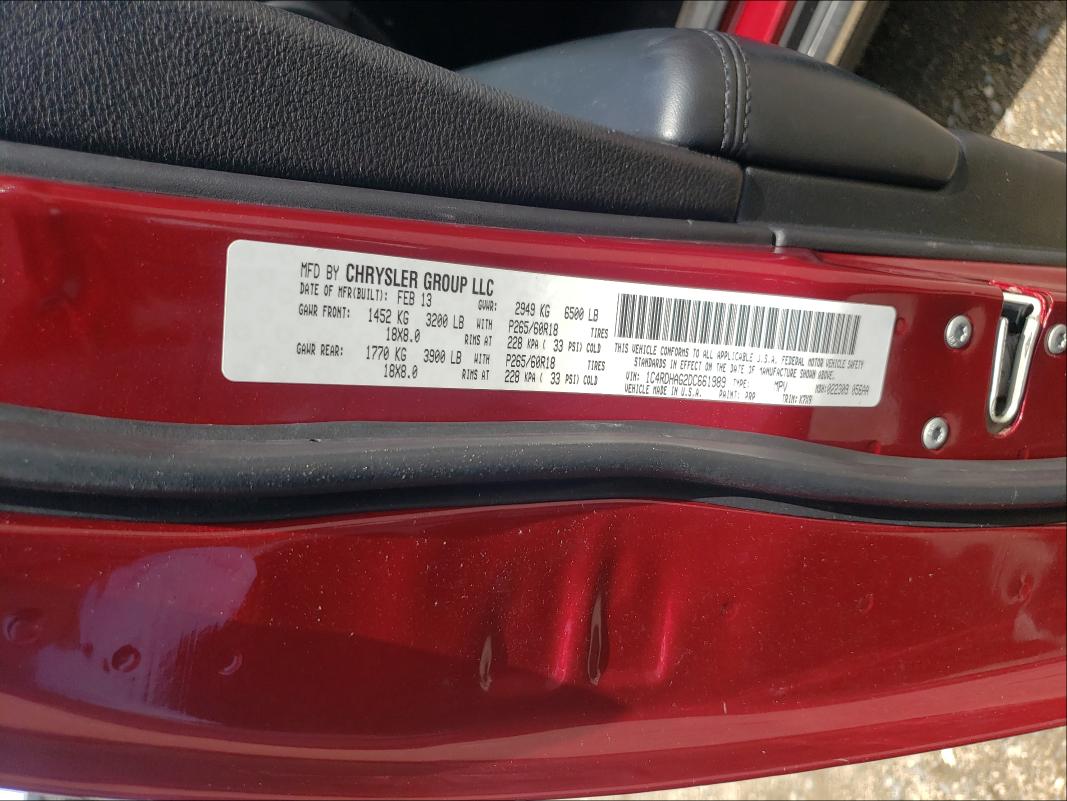 MFD BY CHRYSLER GROUP LLC
DATE OF MFR(BUILT): FEB 13 GVWR: 2949 KG 6500 LB
GAWR FRONT: 1452 KG 3200 LB WITH P265/60R18 TIRES
18X8.0 RIMS AT 228 KPA ( 33 PSI) COLD
GAWR REAR: 1770 KG 3900 LB WITH P265/60R18 TIRES
18X8.0 RIMS AT 228 KPA ( 33 PSI) COLD
THIS VEHICLE CONFORMS TO ALL APPLICABLE U.S.A. FEDERAL MOTOR VEHICLE SAFETY
STANDARDS IN EFFECT ON THE DATE OF MANUFACTURE SHOWN ABOVE.
VIN: 1C4RDHAG2DC661989 TYPE: MPV MDH:022309 056AA
VEHICLE MADE IN U.S.A. PAINT: PRP TRIM: